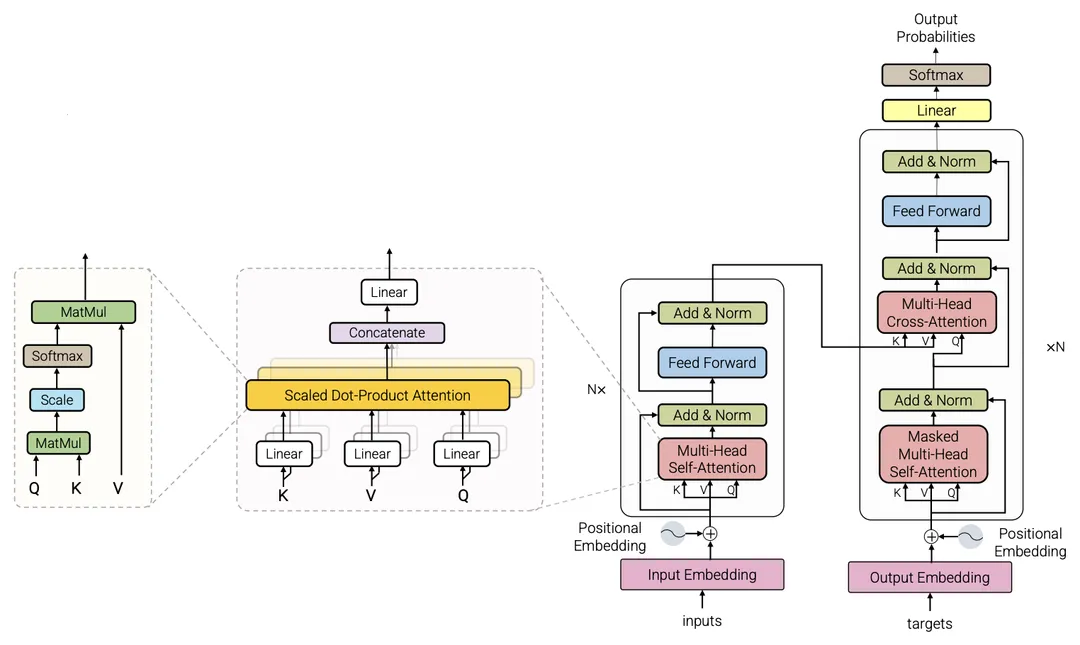 MatMul
Softmax
Scale
MatMul
Q K V
Linear
Concatenate
Scaled Dot-Product Attention
Linear Linear Linear
K V Q
N×
Add & Norm
Feed Forward
Add & Norm
Multi-Head
Self-Attention
K V Q
Positional
Embedding
Input Embedding
inputs
Output
Probabilities
Softmax
Linear
Add & Norm
Feed Forward
Add & Norm
Multi-Head
Cross-Attention
K V Q
×N
Add & Norm
Masked
Multi-Head
Self-Attention
K V Q
Positional
Embedding
Output Embedding
targets